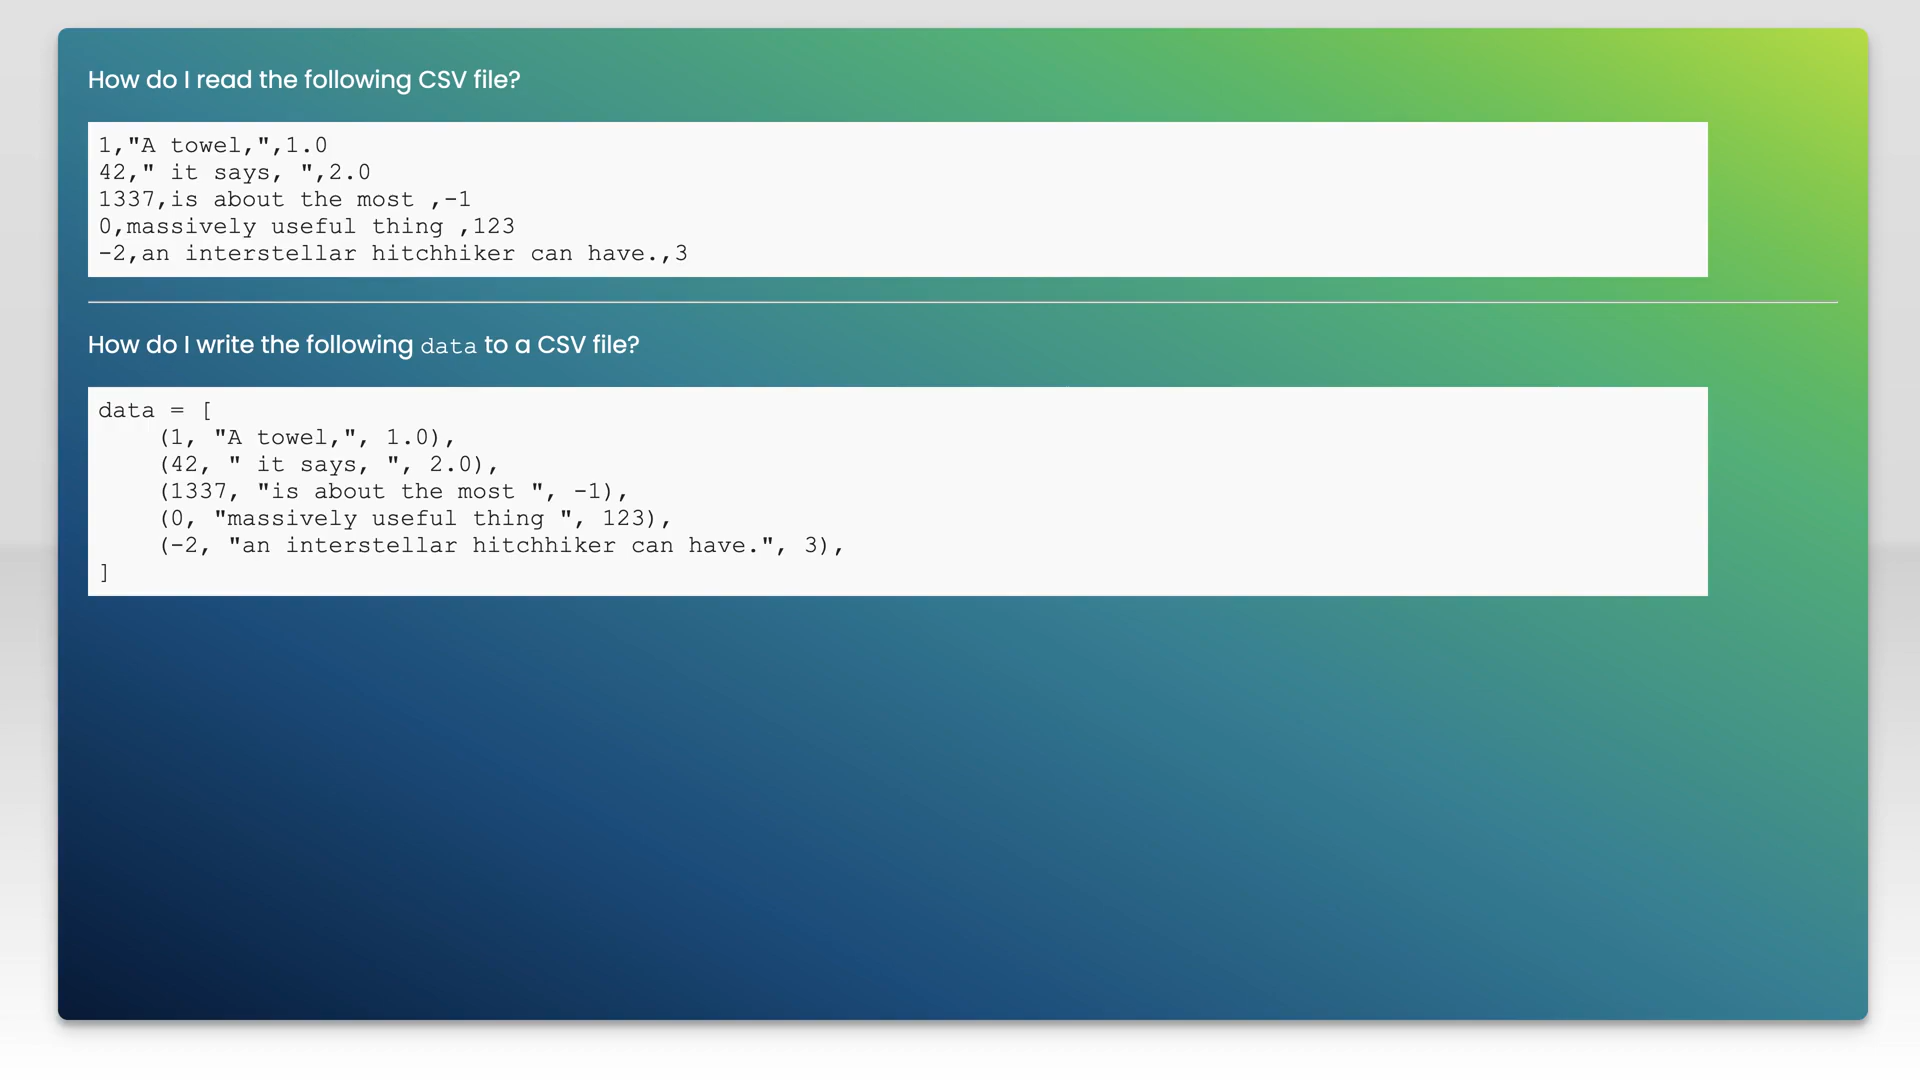 How do I read the following CSV file?
1,"A towel,",1.0
42," it says, ",2.0
1337,is about the most ,-1
0,massively useful thing ,123
-2,an interstellar hitchhiker can have.,3
How do I write the following data to a CSV file?
data = [
    (1, "A towel,", 1.0),
    (42, " it says, ", 2.0),
    (1337, "is about the most ", -1),
    (0, "massively useful thing ", 123),
    (-2, "an interstellar hitchhiker can have.", 3),
]